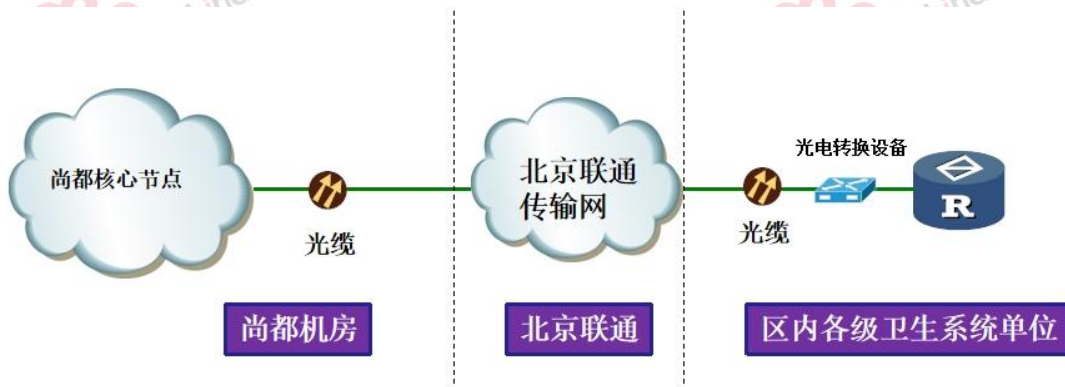 尚都核心节点
光缆
北京联通
传输网
光电转换设备
光缆
R
尚都机房
北京联通
区内各级卫生系统单位